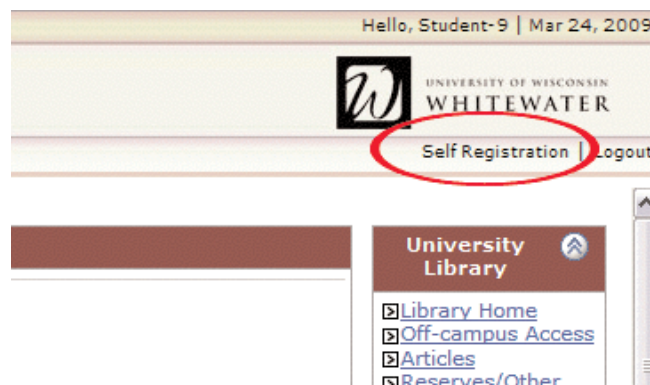 Hello, Student-9 | Mar 24, 2009
UNIVERSITY OF WISCONSIN
WHITEWATER
Self Registration | Logout
University
Library
Library Home
Off-campus Access
Articles
Reserves/Other